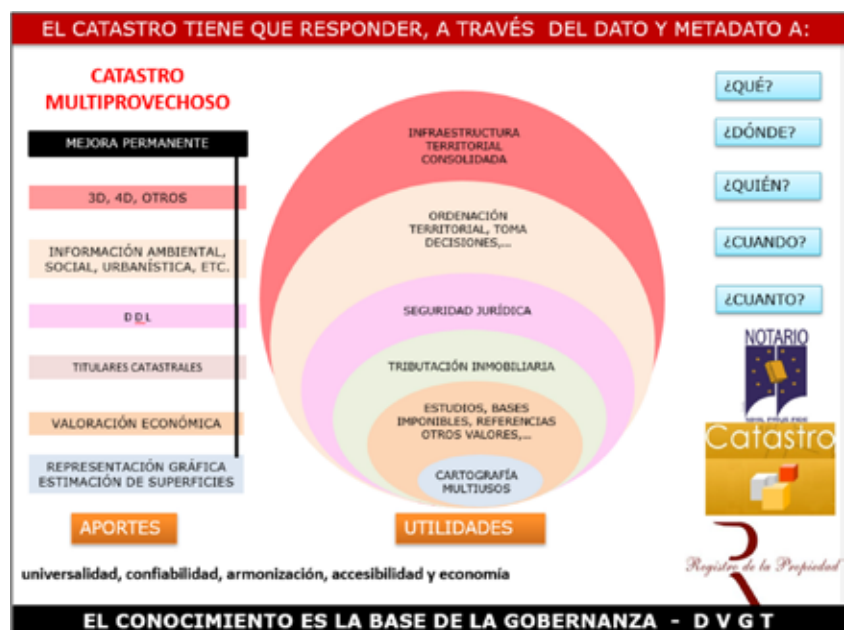 EL CATASTRO TIENE QUE RESPONDER, A TRAVÉS DEL DATO Y METADATO A:
CATASTRO
MULTIPROVECHOSO
MEJORA PERMANENTE
3D, 4D, OTROS
INFORMACIÓN AMBIENTAL,
SOCIAL, URBANÍSTICA, ETC.
D D L
TITULARES CATASTRALES
VALORACIÓN ECONÓMICA
REPRESENTACIÓN GRÁFICA
ESTIMACIÓN DE SUPERFICIES
APORTES
INFRAESTRUCTURA
TERRITORIAL
CONSOLIDADA
ORDENACIÓN
TERRITORIAL, TOMA
DECISIONES,...
SEGURIDAD JURÍDICA
TRIBUTACIÓN INMOBILIARIA
ESTUDIOS, BASES
IMPONIBLES, REFERENCIAS
OTROS VALORES,...
CARTOGRAFÍA
MULTIUSOS
UTILIDADES
¿QUÉ?
¿DÓNDE?
¿QUIÉN?
¿CUANDO?
¿CUANTO?
NOTARIO
Catastro
Registro de la Propiedad
universalidad, confiabilidad, armonización, accesibilidad y economía
EL CONOCIMIENTO ES LA BASE DE LA GOBERNANZA - D V G T